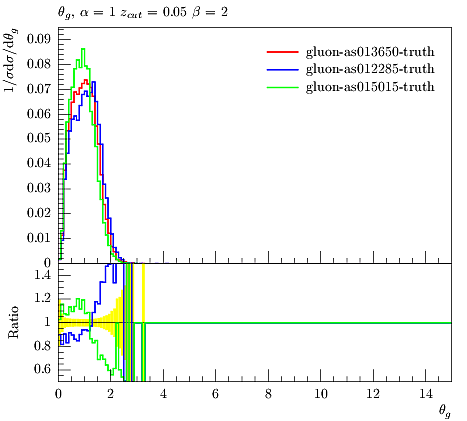 θg, α = 1 zcut = 0.05 β = 2
1/σdσ/dθg
gluon-as013650-truth
gluon-as012285-truth
gluon-as015015-truth
0.09
0.08
0.07
0.06
0.05
0.04
0.03
0.02
0.01
0
Ratio
1.4
1.2
1
0.8
0.6
0 2 4 6 8 10 12 14
θg